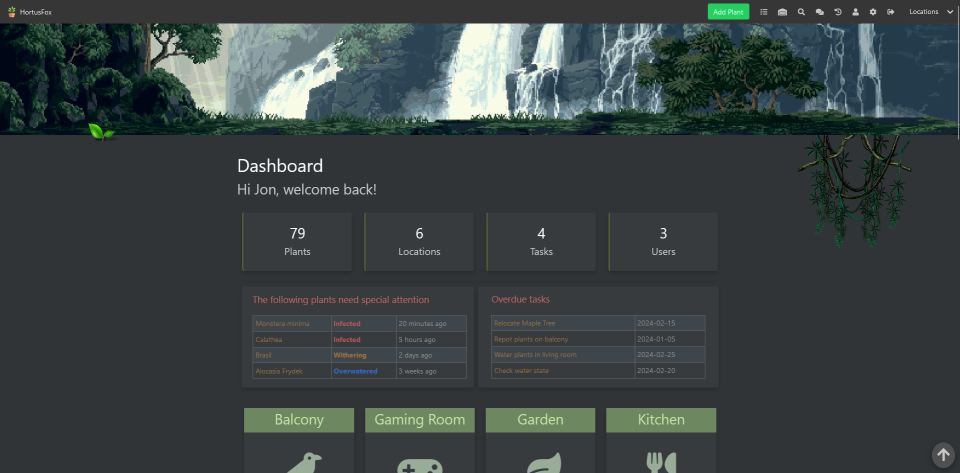 HortusFox
Add Plant
Locations
Dashboard
Hi Jon, welcome back!
79
Plants
6
Locations
4
Tasks
3
Users
The following plants need special attention
Monstera minima Infected 20 minutes ago
Calathea Infected 5 hours ago
Brasil Withering 2 days ago
Alocasia Frydek Overwatered 3 weeks ago
Overdue tasks
Relocate Maple Tree 2024-02-15
Repot plants on balcony 2024-01-05
Water plants in living room 2024-02-25
Check water state 2024-02-20
Balcony
Gaming Room
Garden
Kitchen